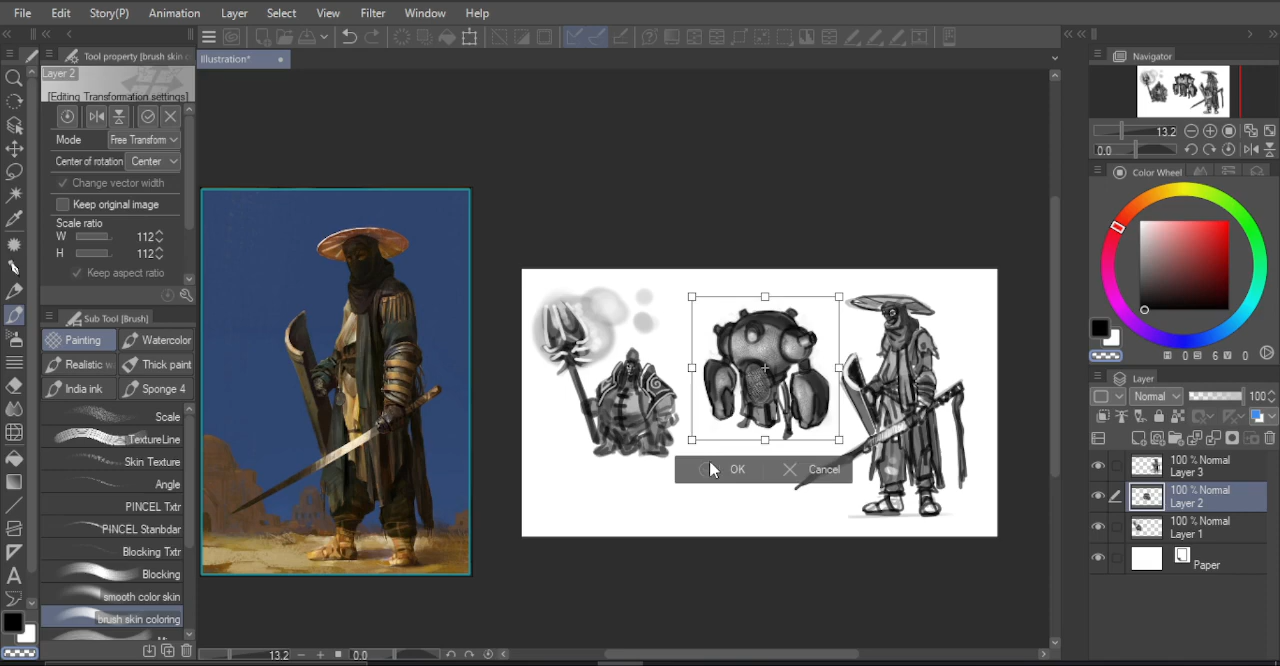 File Edit Story(P) Animation Layer Select View Filter Window Help
Tool property [brush skin c
Layer 2
[Editing Transformation settings]
Mode Free Transform
Center of rotation Center
Change vector width
Keep original image
Scale ratio
W 112
H 112
Keep aspect ratio
Sub Tool [Brush]
Painting Watercolor
Realistic w Thick paint
India ink Sponge 4
Scale
TextureLine
Skin Texture
Angle
PINCEL Txtr
PINCEL Stanbdar
Blocking Txtr
Blocking
smooth color skin
brush skin coloring
Illustration*
OK Cancel
13.2 0.0
Navigator
13.2
0.0
Color Wheel
H 0 S 6 V 0
Layer
Normal 100
100 % Normal
Layer 3
100 % Normal
Layer 2
100 % Normal
Layer 1
Paper